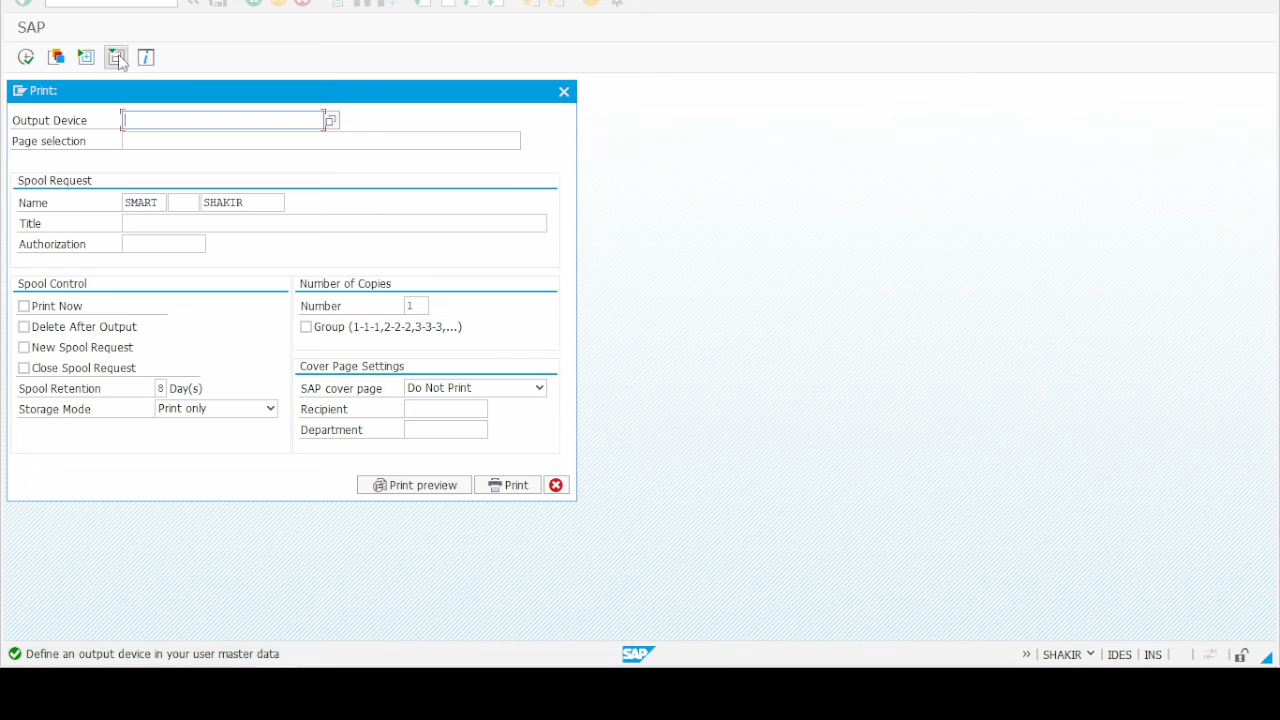 SAP
Print:
Output Device
Page selection
Spool Request
Name SMART SHAKIR
Title
Authorization
Spool Control
Number of Copies
Print Now
Number 1
Delete After Output
Group (1-1-1,2-2-2,3-3-3,...)
New Spool Request
Close Spool Request
Cover Page Settings
Spool Retention 8 Day(s)
SAP cover page Do Not Print
Storage Mode Print only
Recipient
Department
Print preview Print
Define an output device in your user master data
SAP
SHAKIR IDES INS